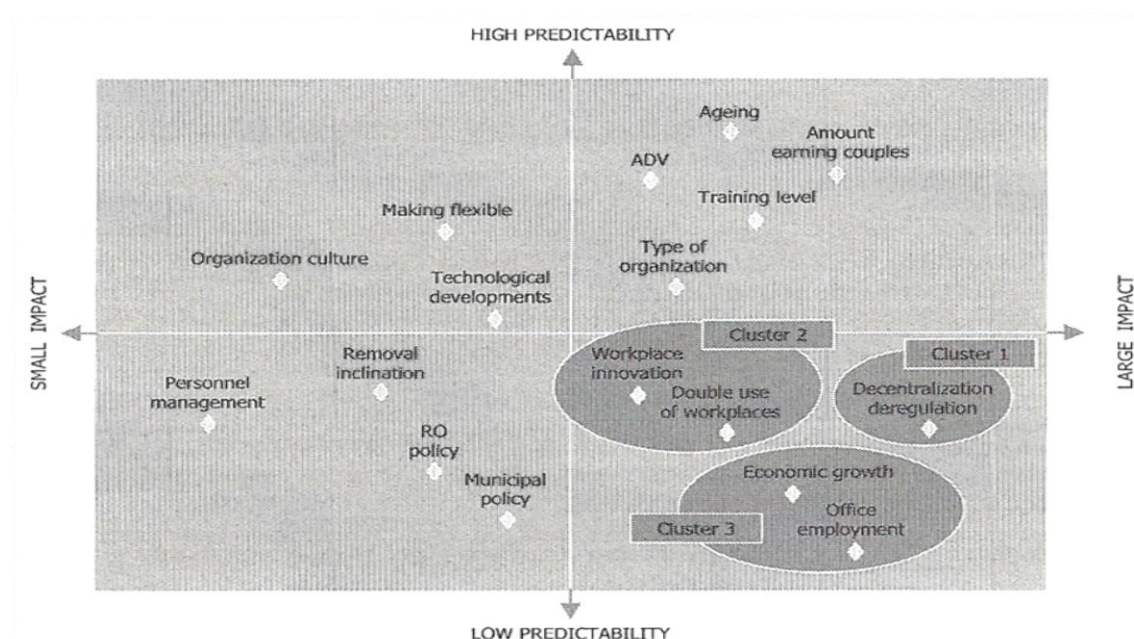 HIGH PREDICTABILITY
Ageing
Amount
earning couples
ADV
Training level
Making flexible
Type of
organization
Organization culture
Technological
developments
SMALL IMPACT
LARGE IMPACT
Cluster 2
Cluster 1
Workplace
innovation
Removal
inclination
Personnel
management
Double use
of workplaces
Decentralization
deregulation
RO
policy
Municipal
policy
Economic growth
Office
employment
Cluster 3
LOW PREDICTABILITY